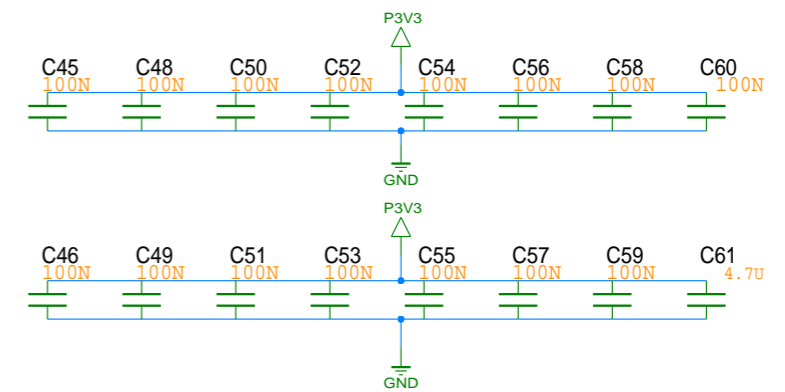 P3V3
C45 C48 C50 C52 C54 C56 C58 C60
100N 100N 100N 100N 100N 100N 100N 100N
GND
P3V3
C46 C49 C51 C53 C55 C57 C59 C61
100N 100N 100N 100N 100N 100N 100N 4.7U
GND